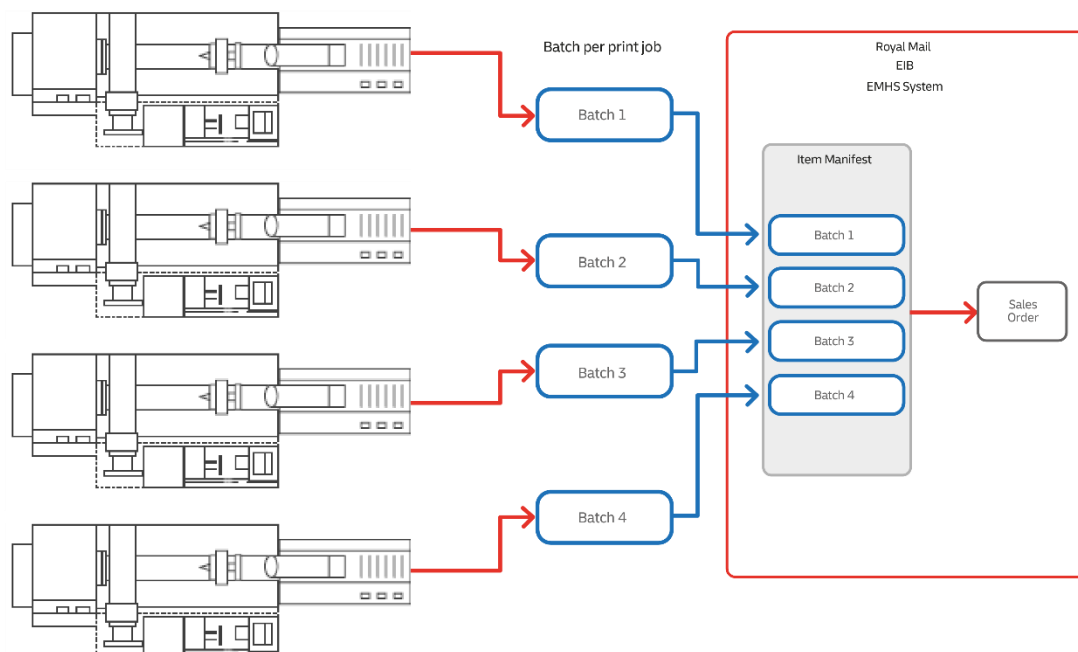 Batch per print job
Batch 1
Batch 2
Batch 3
Batch 4
Royal Mail
EIB
EMHS System
Item Manifest
Batch 1
Batch 2
Batch 3
Batch 4
Sales
Order